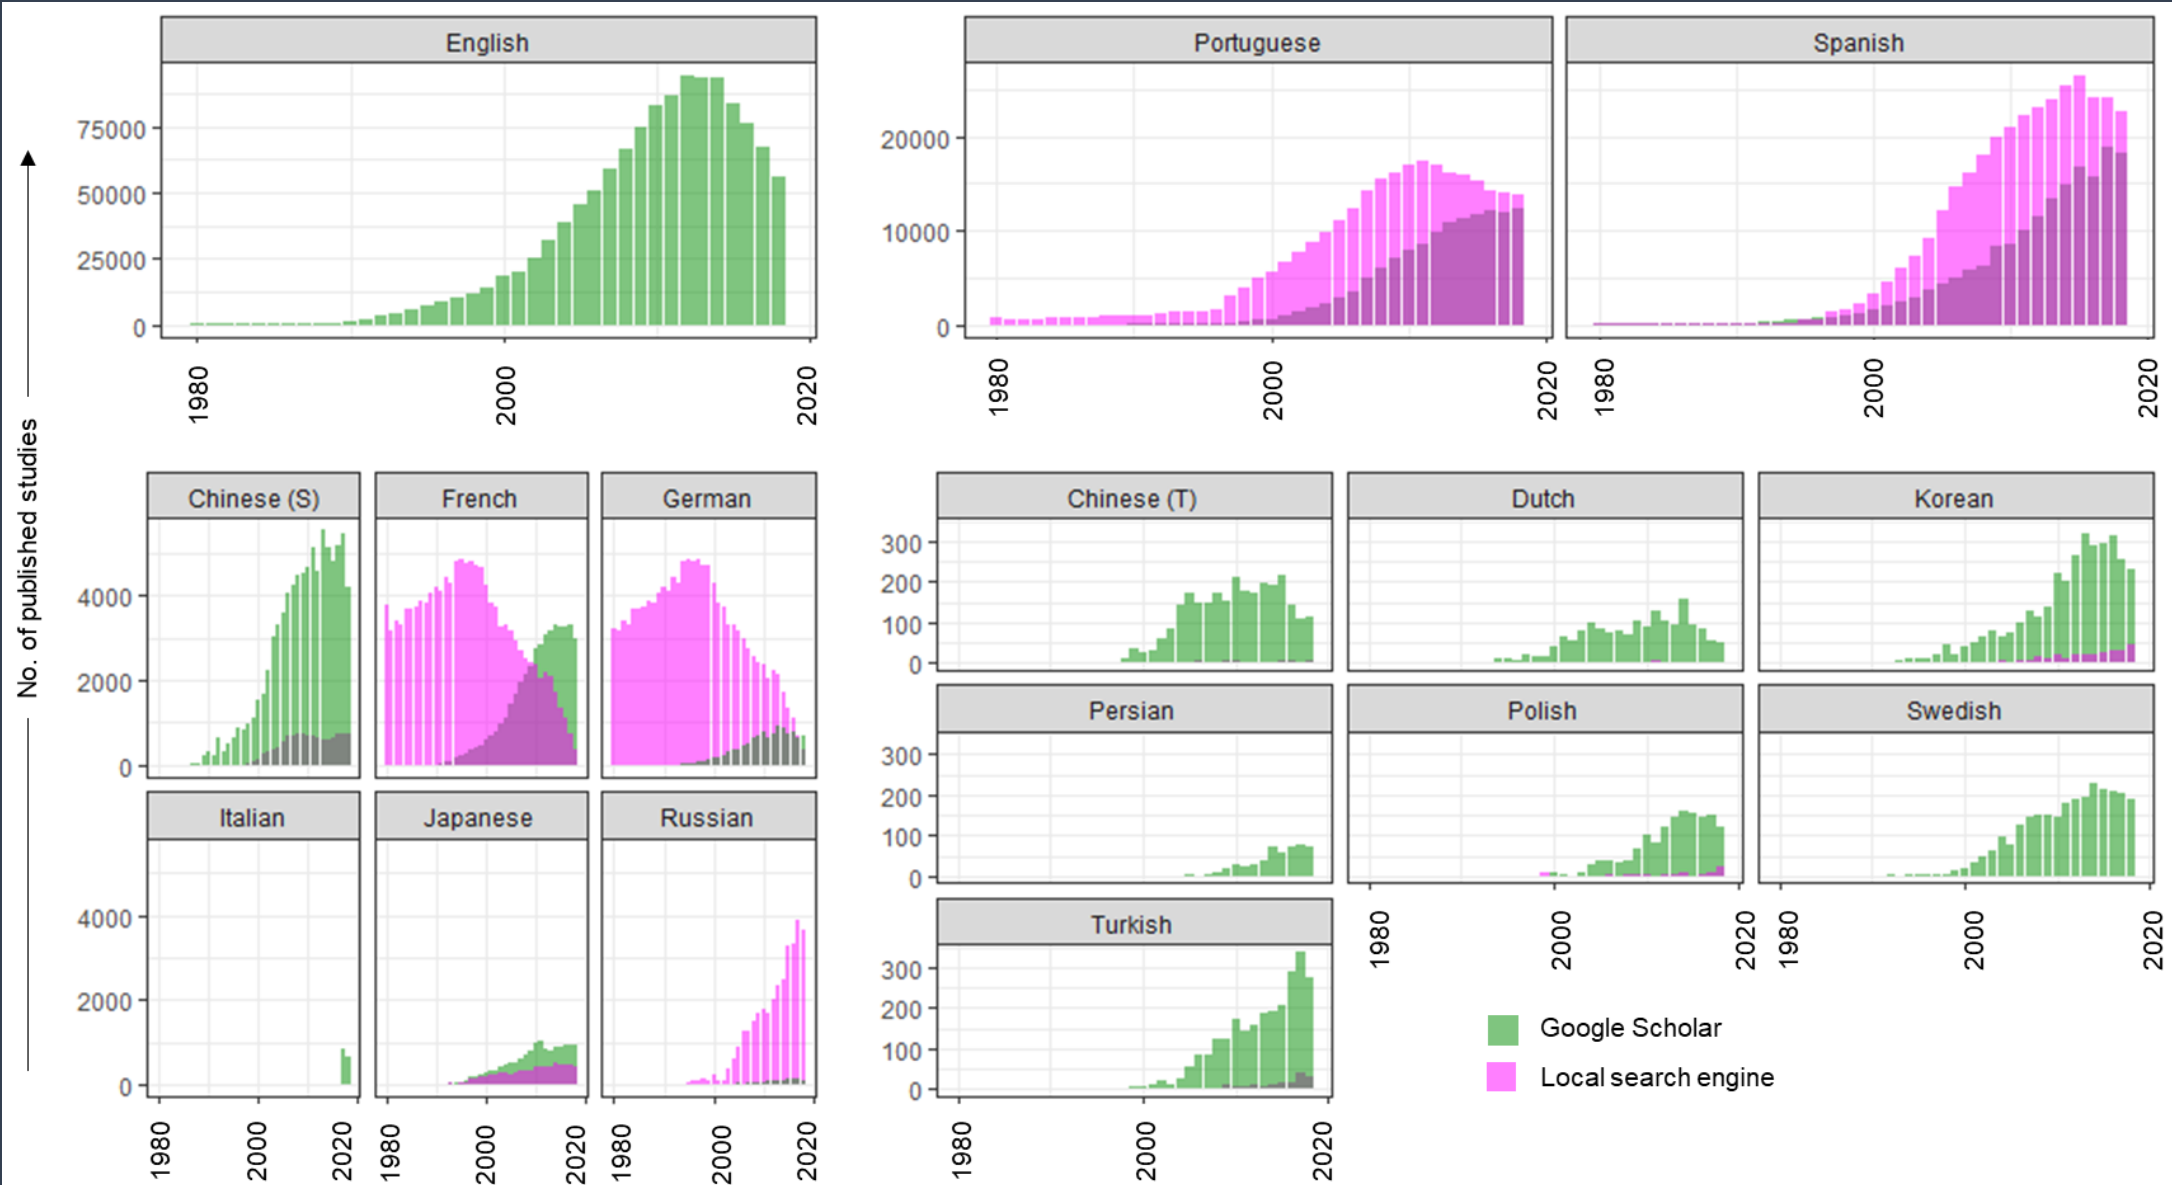 English
Portuguese
Spanish
75000
50000
25000
0
20000
10000
0
1980
2000
2020
1980
2000
2020
1980
2000
2020
No. of published studies
Chinese (S)
French
German
4000
2000
0
Italian
Japanese
Russian
4000
2000
0
1980
2000
2020
1980
2000
2020
1980
2000
2020
Chinese (T)
Dutch
Korean
300
200
100
0
Persian
Polish
Swedish
300
200
100
0
1980
2000
2020
1980
2000
2020
Turkish
300
200
100
0
1980
2000
2020
Google Scholar
Local search engine